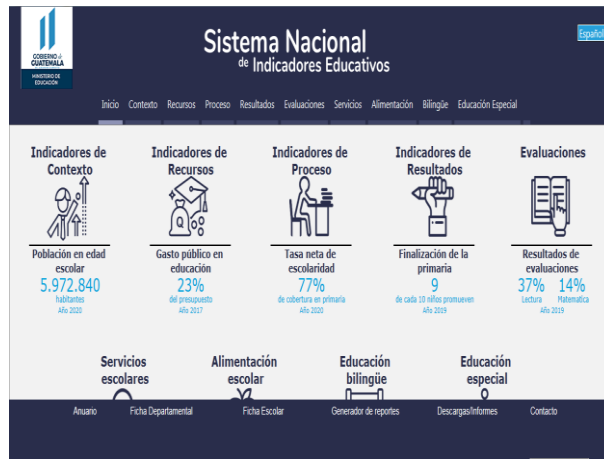 GOBIERNO de
GUATEMALA
MINISTERIO DE
EDUCACIÓN
Sistema Nacional
de Indicadores Educativos
Español
Inicio Contexto Recursos Proceso Resultados Evaluaciones Servicios Alimentación Bilingüe Educación Especial
Indicadores de
Contexto
Población en edad
escolar
5.972.840
habitantes
Año 2020
Indicadores de
Recursos
Gasto público en
educación
23%
del presupuesto
Año 2017
Indicadores de
Proceso
Tasa neta de
escolaridad
77%
de cobertura en primaria
Año 2020
Indicadores de
Resultados
Finalización de la
primaria
9
de cada 10 niños promueven
Año 2019
Evaluaciones
Resultados de
evaluaciones
37% 14%
Lectura Matematica
Año 2019
Servicios
escolares
Alimentación
escolar
Educación
bilingüe
Educación
especial
Anuario Ficha Departamental Ficha Escolar Generador de reportes Descargas/Informes Contacto